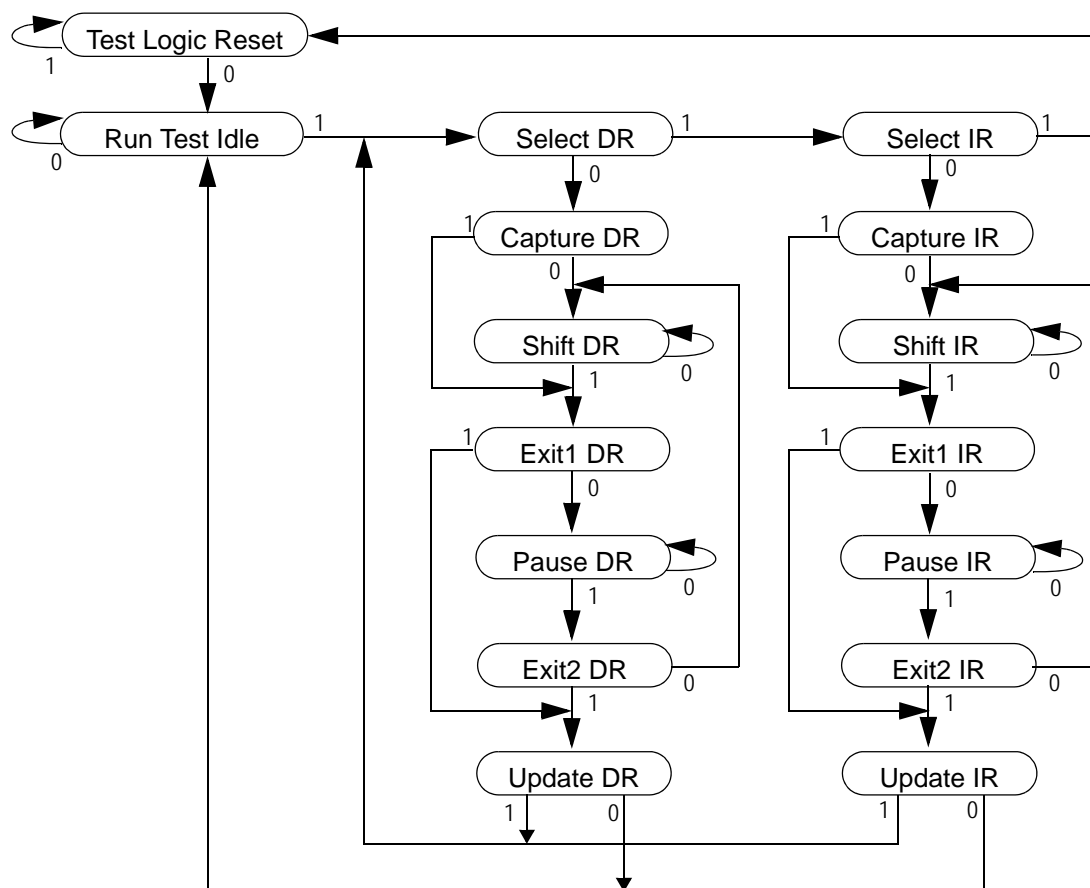 Test Logic Reset
1
0
Run Test Idle
1
0
Select DR
1
0
Select IR
1
0
1
Capture DR
0
1
Capture IR
0
Shift DR
0
1
Shift IR
0
1
1
Exit1 DR
0
1
Exit1 IR
0
Pause DR
0
1
Pause IR
0
1
Exit2 DR
0
1
Exit2 IR
0
1
Update DR
1
0
Update IR
1
0